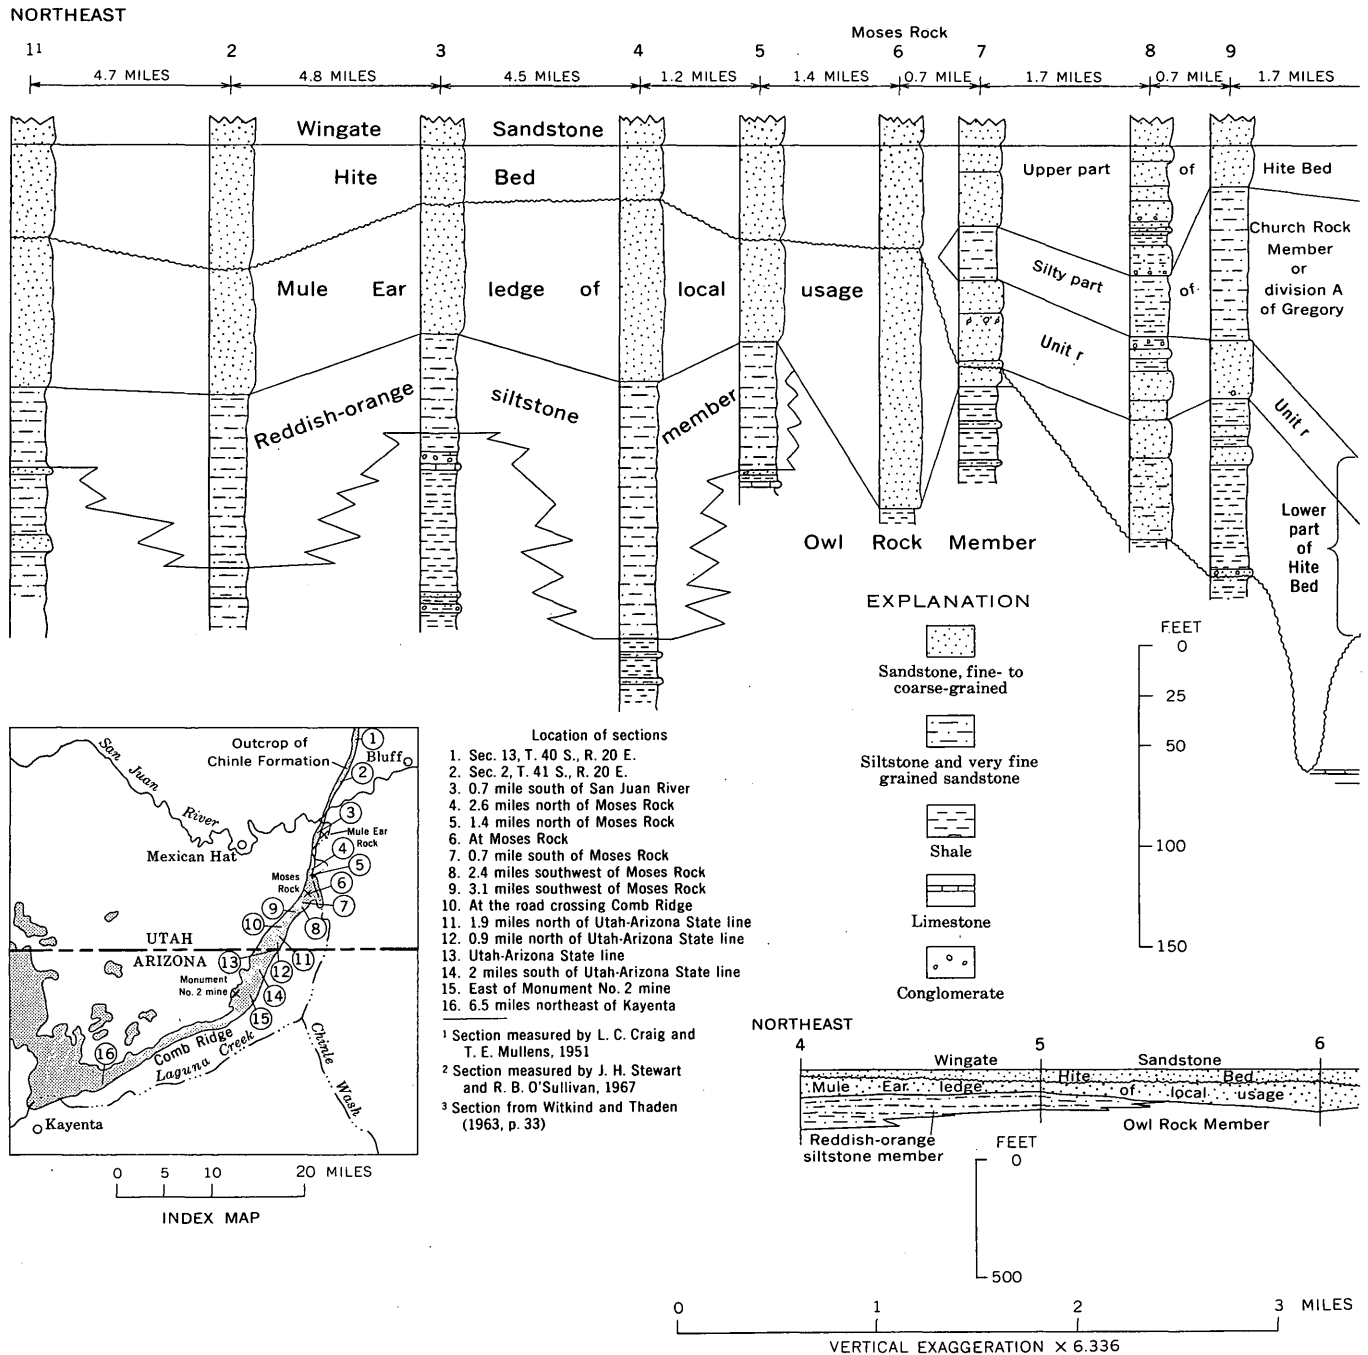 NORTHEAST
Moses Rock
1¹ 2 3 4 5 6 7 8 9
4.7 MILES 4.8 MILES 4.5 MILES 1.2 MILES 1.4 MILES 0.7 MILE 1.7 MILES 0.7 MILE 1.7 MILES
Wingate Sandstone
Hite Bed
Upper part of Hite Bed
Mule Ear ledge of local usage
Silty part of
Church Rock
Member
or
division A
of Gregory
Unit r
Unit r
Reddish-orange siltstone member
Lower
part
of
Hite
Bed
Owl Rock Member
EXPLANATION
Sandstone, fine- to
coarse-grained
Siltstone and very fine
grained sandstone
Shale
Limestone
Conglomerate
FEET
0
25
50
100
150
Outcrop of
Chinle Formation
San Juan River
Bluff
Mexican Hat
Mule Ear
Rock
Moses
Rock
1
2
3
4
5
6
7
8
9
10
11
12
13
14
15
16
UTAH
ARIZONA
Monument
No. 2 mine
Comb Ridge
Laguna Creek
Chinle Wash
Kayenta
0 5 10 20 MILES
INDEX MAP
Location of sections
1. Sec. 13, T. 40 S., R. 20 E.
2. Sec. 2, T. 41 S., R. 20 E.
3. 0.7 mile south of San Juan River
4. 2.6 miles north of Moses Rock
5. 1.4 miles north of Moses Rock
6. At Moses Rock
7. 0.7 mile south of Moses Rock
8. 2.4 miles southwest of Moses Rock
9. 3.1 miles southwest of Moses Rock
10. At the road crossing Comb Ridge
11. 1.9 miles north of Utah-Arizona State line
12. 0.9 mile north of Utah-Arizona State line
13. Utah-Arizona State line
14. 2 miles south of Utah-Arizona State line
15. East of Monument No. 2 mine
16. 6.5 miles northeast of Kayenta
¹ Section measured by L. C. Craig and
T. E. Mullens, 1951
² Section measured by J. H. Stewart
and R. B. O'Sullivan, 1967
³ Section from Witkind and Thaden
(1963, p. 33)
NORTHEAST
4 5 6
Wingate Sandstone
Hite Bed
Mule Ear ledge of local usage
Reddish-orange
siltstone member
Owl Rock Member
FEET
0
500
0 1 2 3 MILES
VERTICAL EXAGGERATION × 6.336